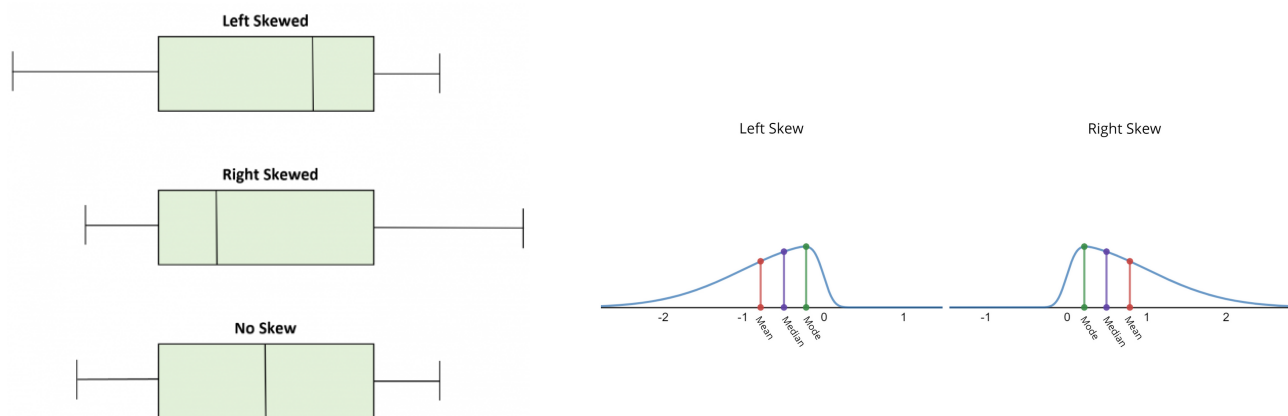 Left Skewed
Right Skewed
No Skew
Left Skew
-2 -1 0 1
Mean Median Mode
Right Skew
-1 0 1 2
Mode Median Mean